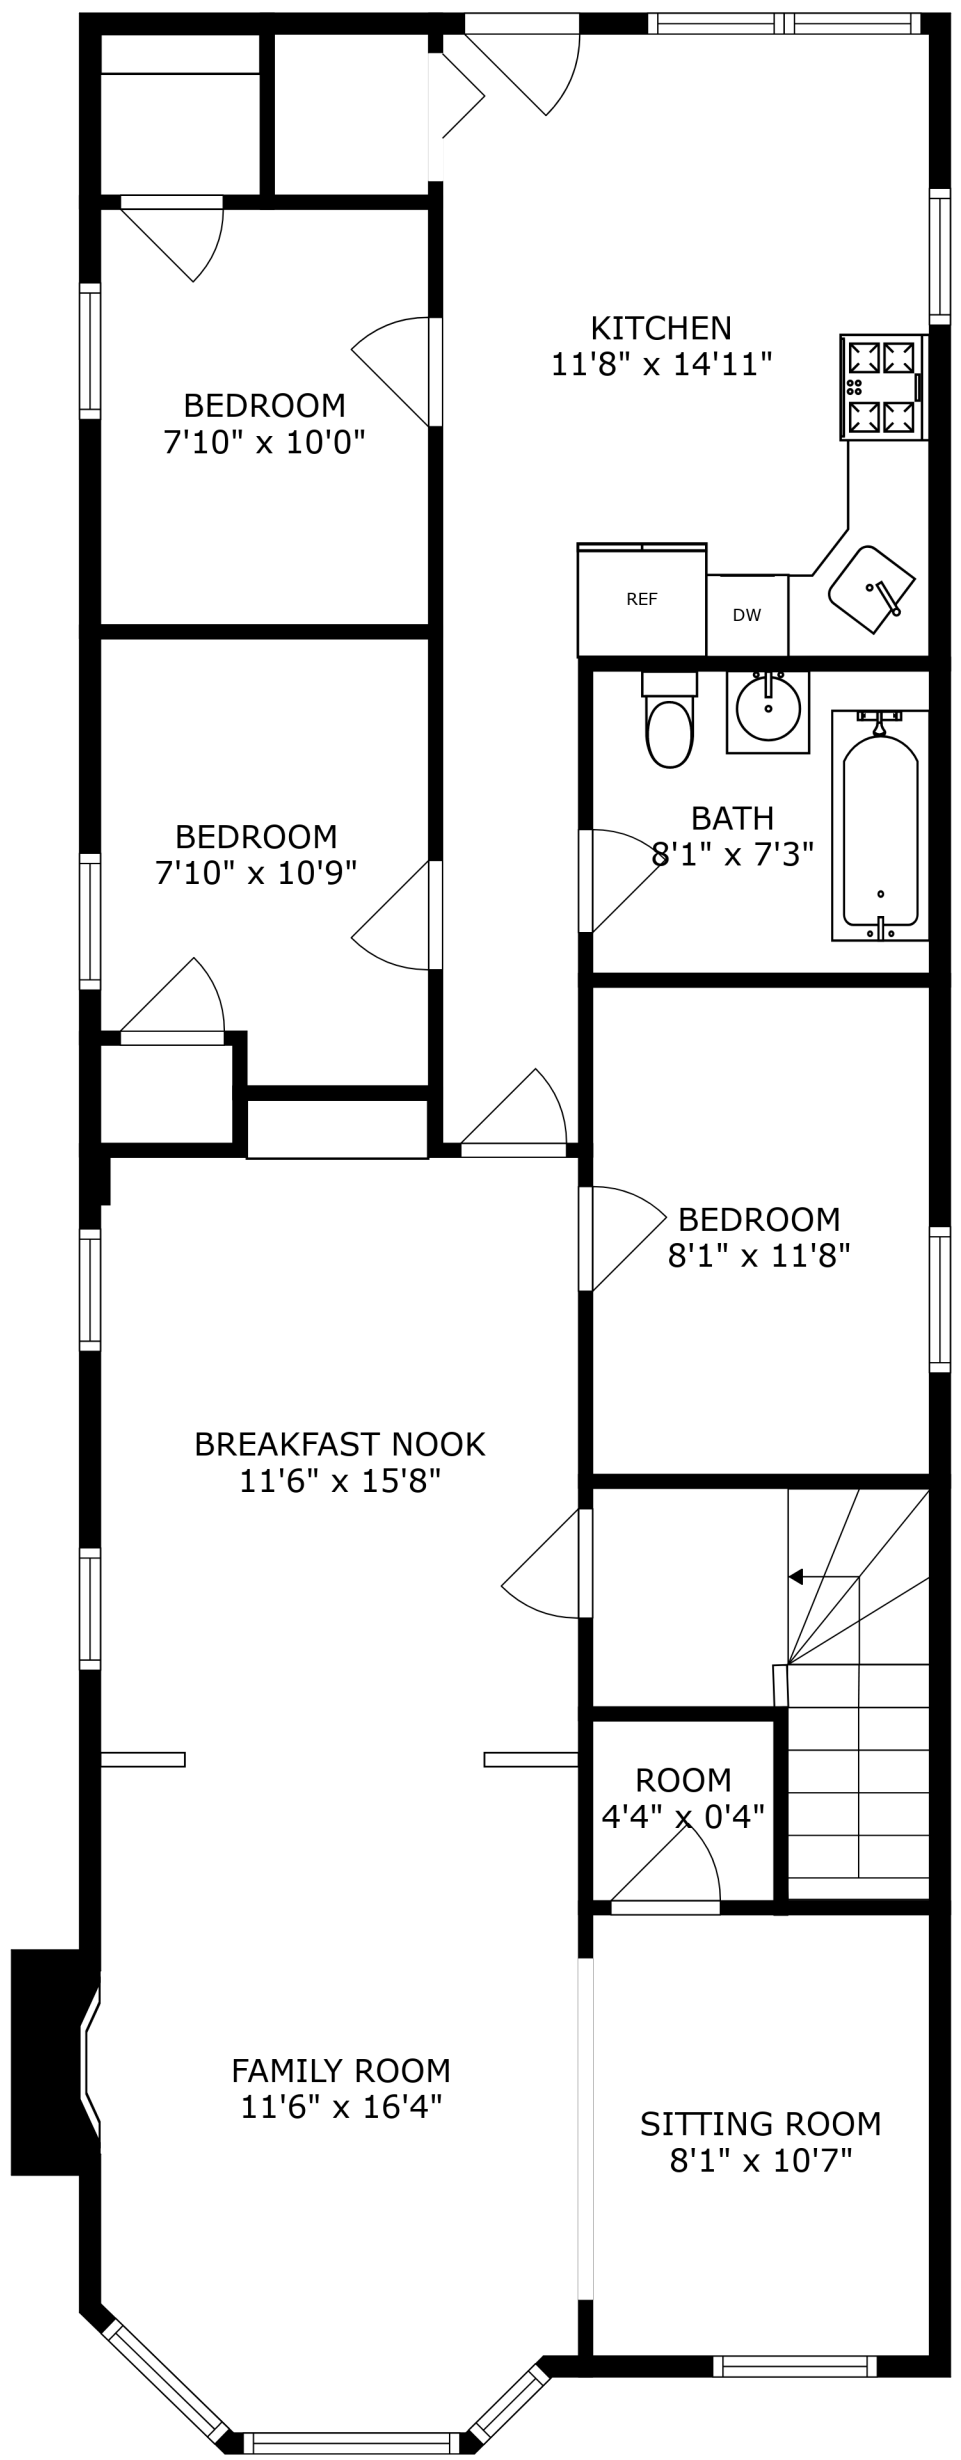 KITCHEN
11'8" x 14'11"
BEDROOM
7'10" x 10'0"
REF
DW
BATH
8'1" x 7'3"
BEDROOM
7'10" x 10'9"
BEDROOM
8'1" x 11'8"
BREAKFAST NOOK
11'6" x 15'8"
ROOM
4'4" x 0'4"
FAMILY ROOM
11'6" x 16'4"
SITTING ROOM
8'1" x 10'7"